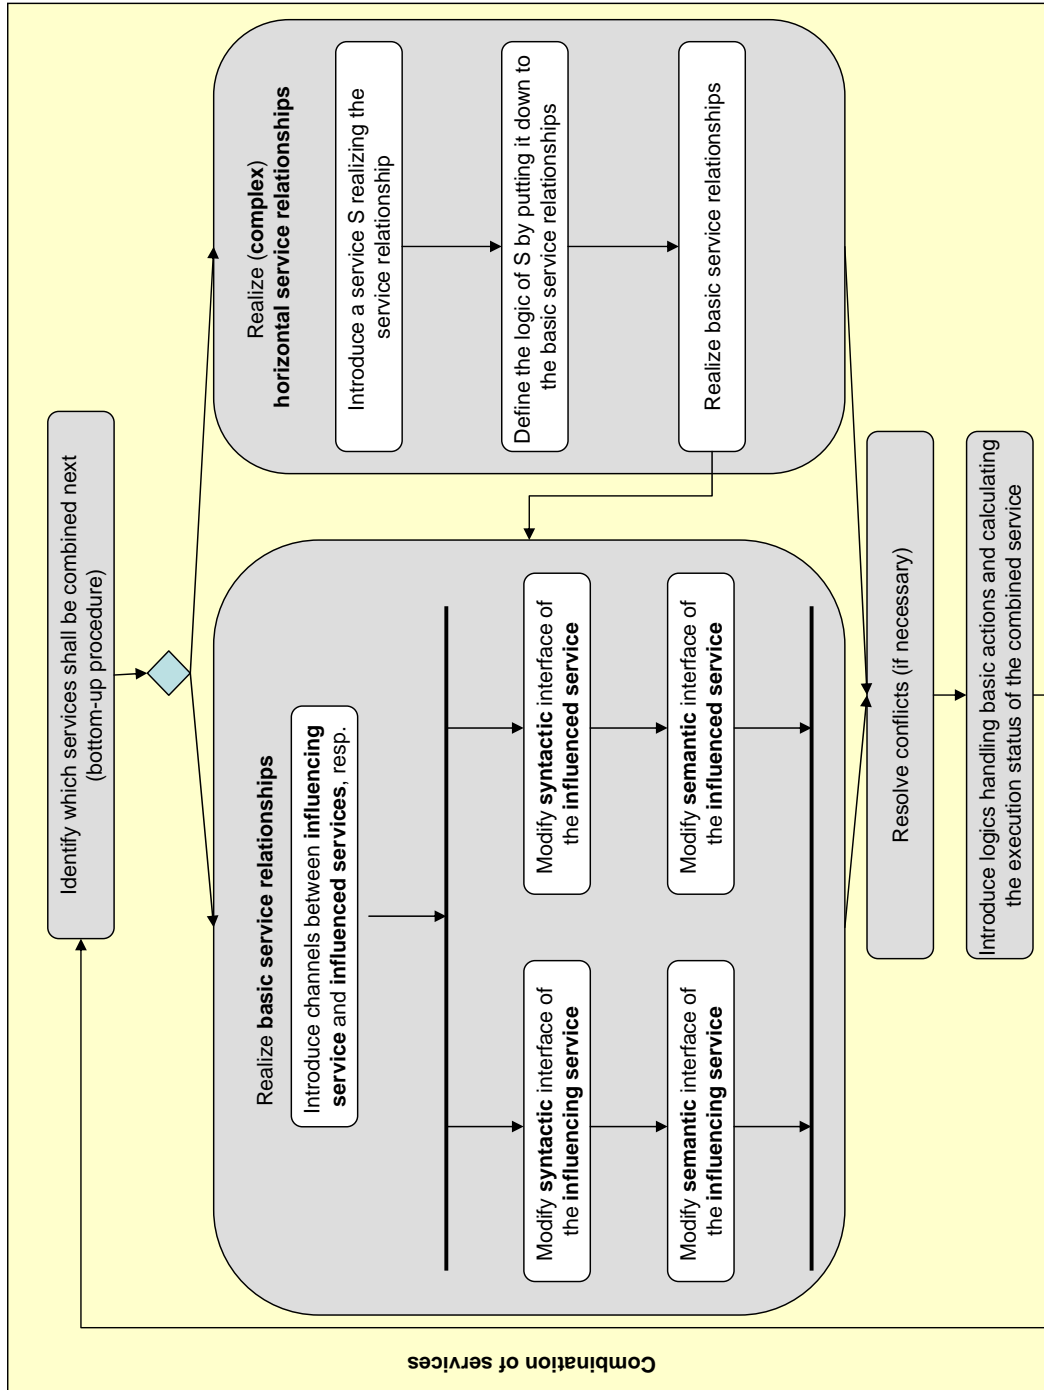 Combination of services
Identify which services shall be combined next
(bottom-up procedure)
Realize basic service relationships
Introduce channels between influencing
service and influenced services, resp.
Modify syntactic interface of
the influencing service
Modify semantic interface of
the influencing service
Modify syntactic interface of
the influenced service
Modify semantic interface of
the influenced service
Realize (complex)
horizontal service relationships
Introduce a service S realizing the
service relationship
Define the logic of S by putting it down to
the basic service relationships
Realize basic service relationships
Resolve conflicts (if necessary)
Introduce logics handling basic actions and calculating
the execution status of the combined service